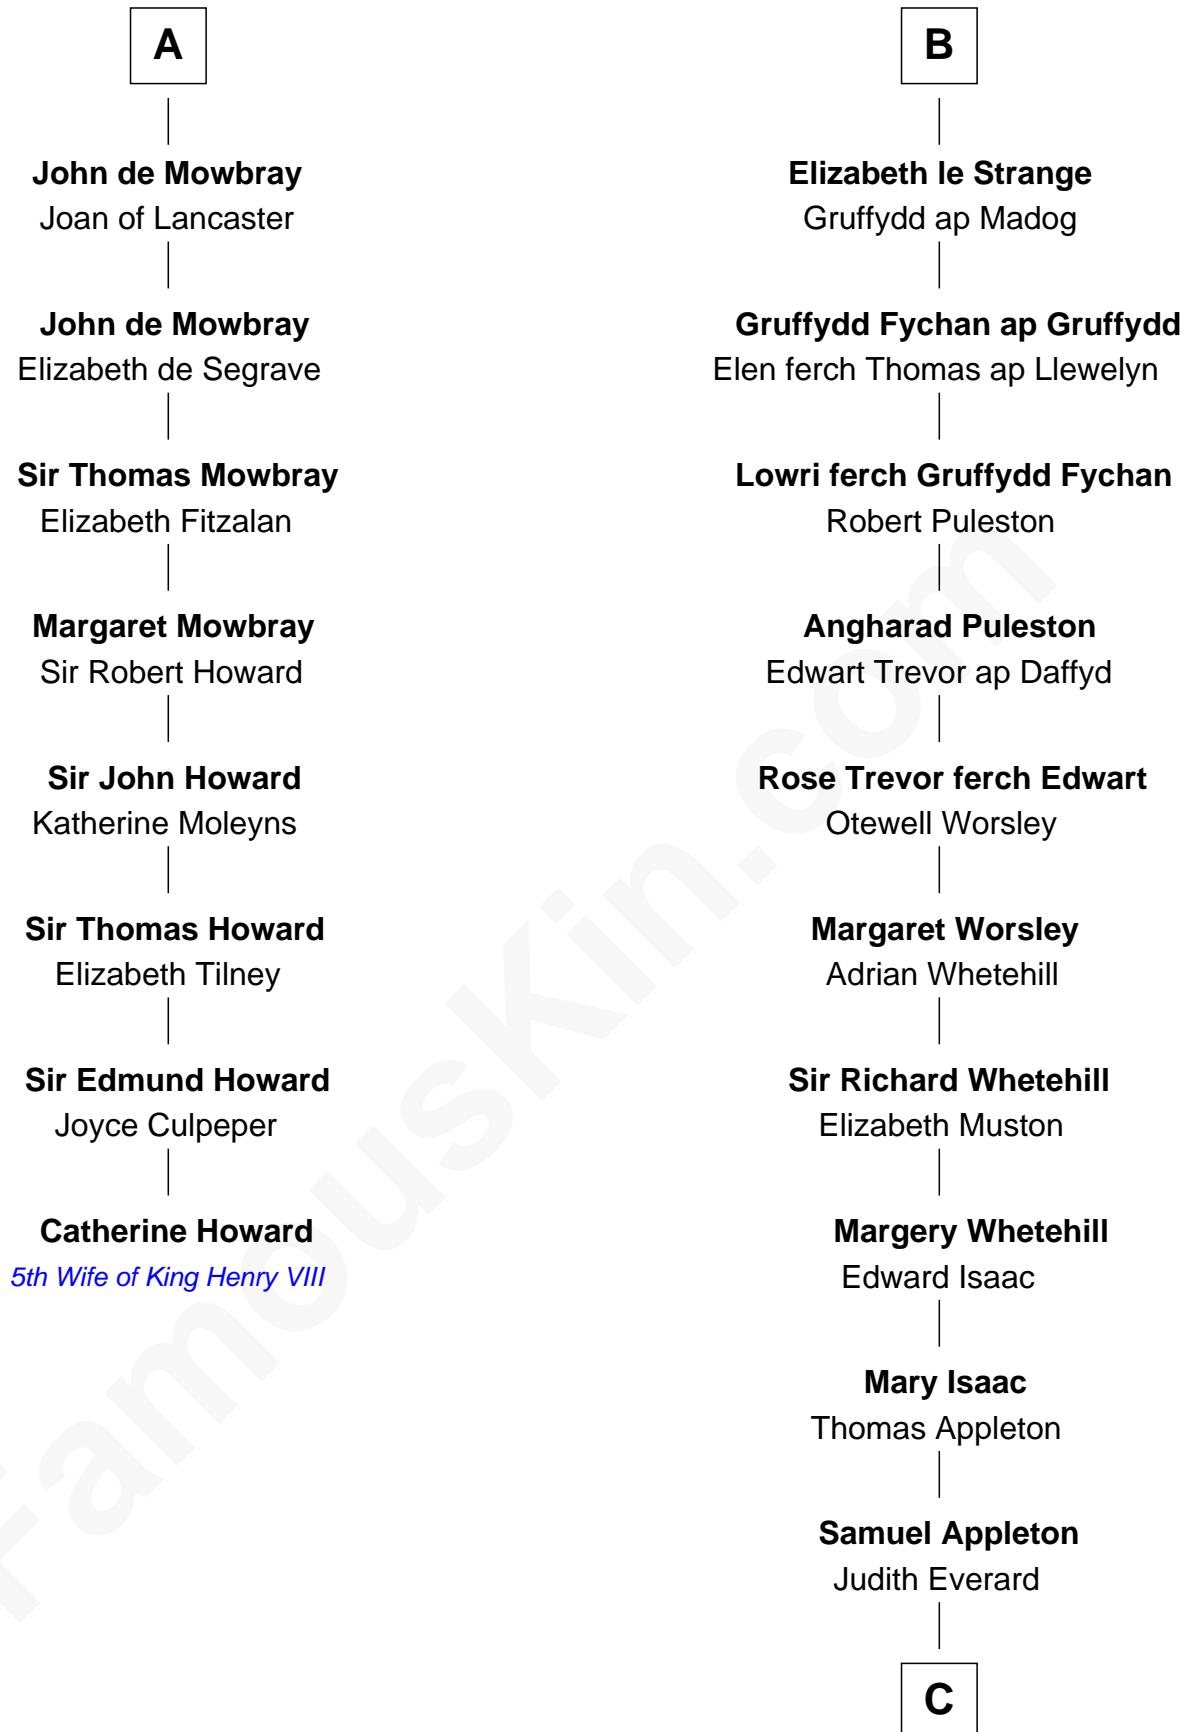 A
John de Mowbray
Joan of Lancaster
John de Mowbray
Elizabeth de Segrave
Sir Thomas Mowbray
Elizabeth Fitzalan
Margaret Mowbray
Sir Robert Howard
Sir John Howard
Katherine Moleyns
Sir Thomas Howard
Elizabeth Tilney
Sir Edmund Howard
Joyce Culpeper
Catherine Howard
5th Wife of King Henry VIII
B
Elizabeth le Strange
Gruffydd ap Madog
Gruffydd Fychan ap Gruffydd
Elen ferch Thomas ap Llewelyn
Lowri ferch Gruffydd Fychan
Robert Puleston
Angharad Puleston
Edwart Trevor ap Daffyd
Rose Trevor ferch Edwart
Otewell Worsley
Margaret Worsley
Adrian Whetehill
Sir Richard Whetehill
Elizabeth Muston
Margery Whetehill
Edward Isaac
Mary Isaac
Thomas Appleton
Samuel Appleton
Judith Everard
C
FamousKin.com